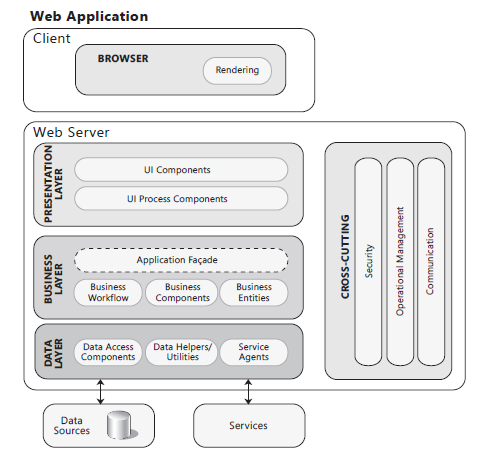 Web Application
Client
BROWSER
Rendering
Web Server
PRESENTATION
LAYER
UI Components
UI Process Components
BUSINESS
LAYER
Application Façade
Business
Workflow
Business
Components
Business
Entities
DATA
LAYER
Data Access
Components
Data Helpers/
Utilities
Service
Agents
CROSS-CUTTING
Security
Operational Management
Communication
Data
Sources
Services